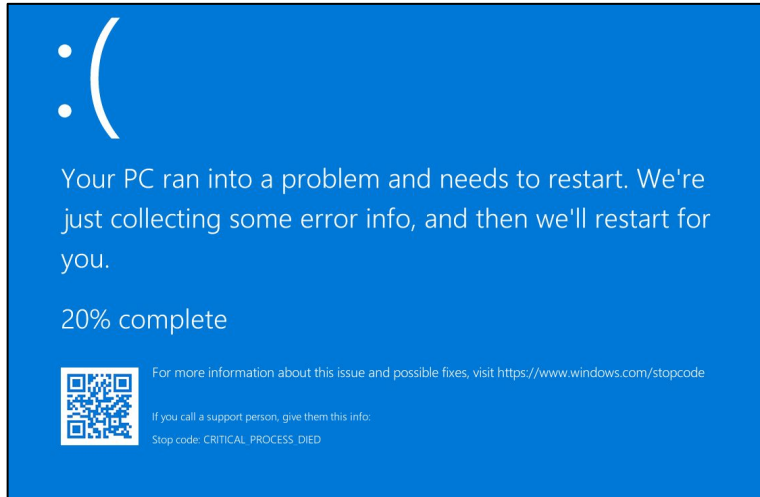 :(
Your PC ran into a problem and needs to restart. We're
just collecting some error info, and then we'll restart for
you.
20% complete
For more information about this issue and possible fixes, visit https://www.windows.com/stopcode
If you call a support person, give them this info:
Stop code: CRITICAL_PROCESS_DIED